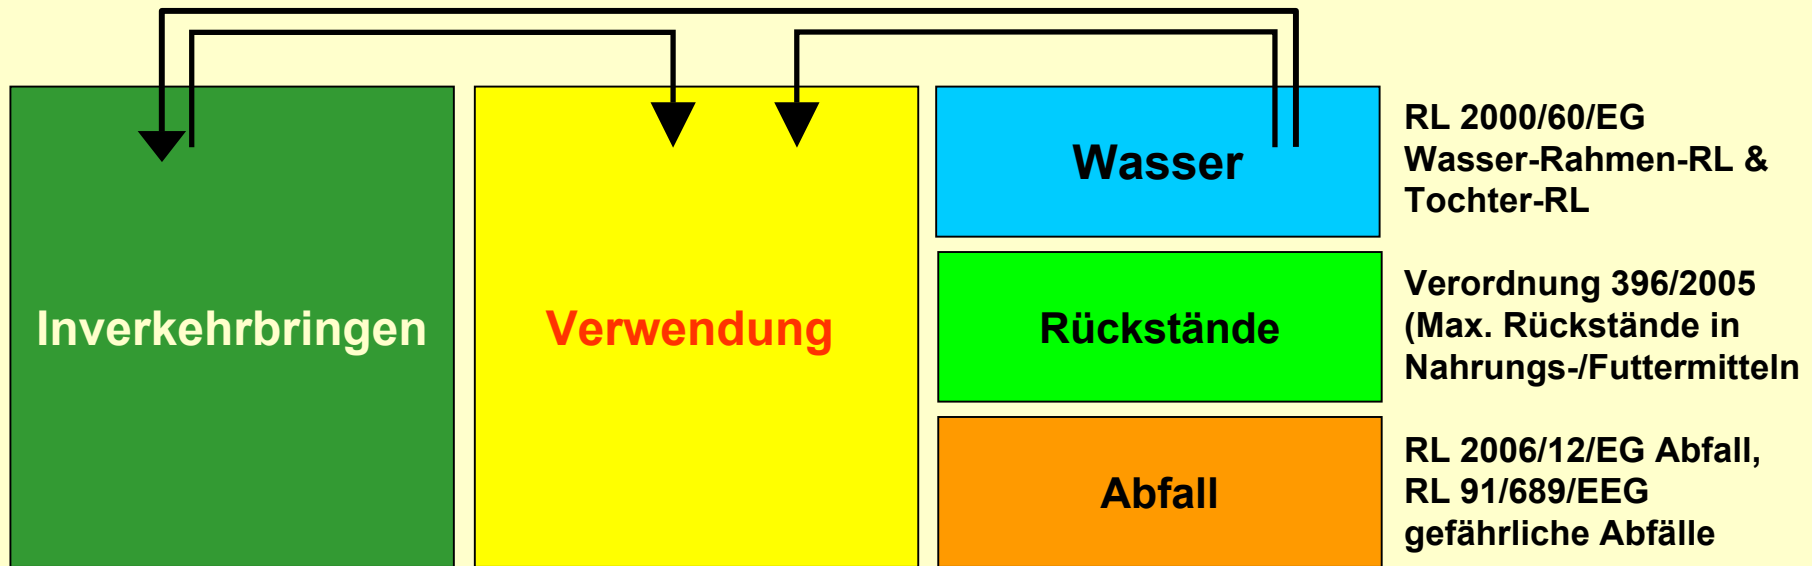 Inverkehrbringen
Verwendung
Wasser
RL 2000/60/EG
Wasser-Rahmen-RL &
Tochter-RL
Rückstände
Verordnung 396/2005
(Max. Rückstände in
Nahrungs-/Futtermitteln
Abfall
RL 2006/12/EG Abfall,
RL 91/689/EEG
gefährliche Abfälle